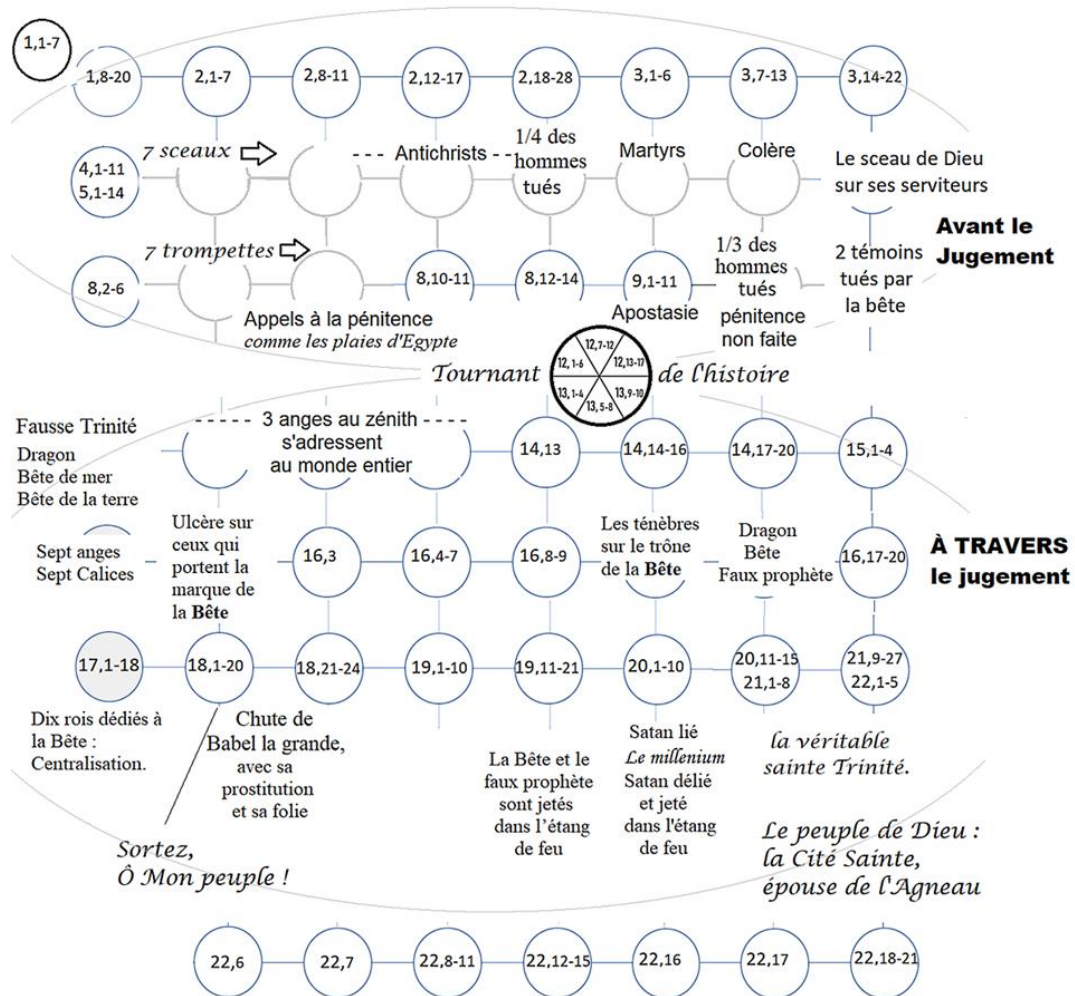 1,1-7
1,8-20
2,1-7
2,8-11
2,12-17
2,18-28
3,1-6
3,7-13
3,14-22
4,1-11
5,1-14
7 sceaux
--- Antichrists ---
1/4 des
hommes
tués
Martyrs
Colère
Le sceau de Dieu
sur ses serviteurs
Avant le
Jugement
8,2-6
7 trompettes
8,10-11
8,12-14
9,1-11
1/3 des
hommes
tués
2 témoins
tués par
la bête
Appels à la pénitence
comme les plaies d'Egypte
Apostasie
pénitence
non faite
Tournant
12,1-6
12,7-12
12,13-17
13,1-4
13,5-8
13,9-10
de l'histoire
Fausse Trinité
Dragon
Bête de mer
Bête de la terre
------ 3 anges au zénith ---
s'adressent
au monde entier
14,13
14,14-16
14,17-20
15,1-4
Sept anges
Sept Calices
Ulcère sur
ceux qui
portent la
marque de
la Bête
16,3
16,4-7
16,8-9
Les ténèbres
sur le trône
de la Bête
Dragon
Bête
Faux prophète
16,17-20
À TRAVERS
le jugement
17,1-18
18,1-20
18,21-24
19,1-10
19,11-21
20,1-10
20,11-15
21,1-8
21,9-27
22,1-5
Dix rois dédiés à
la Bête :
Centralisation.
Chute de
Babel la grande,
avec sa
prostitution
et sa folie
La Bête et le
faux prophète
sont jetés
dans l'étang
de feu
Satan lié
Le millenium
Satan délié
et jeté
dans l'étang
de feu
la véritable
sainte Trinité.
Sortez,
Ô Mon peuple !
Le peuple de Dieu :
la Cité Sainte,
épouse de l'Agneau
22,6
22,7
22,8-11
22,12-15
22,16
22,17
22,18-21